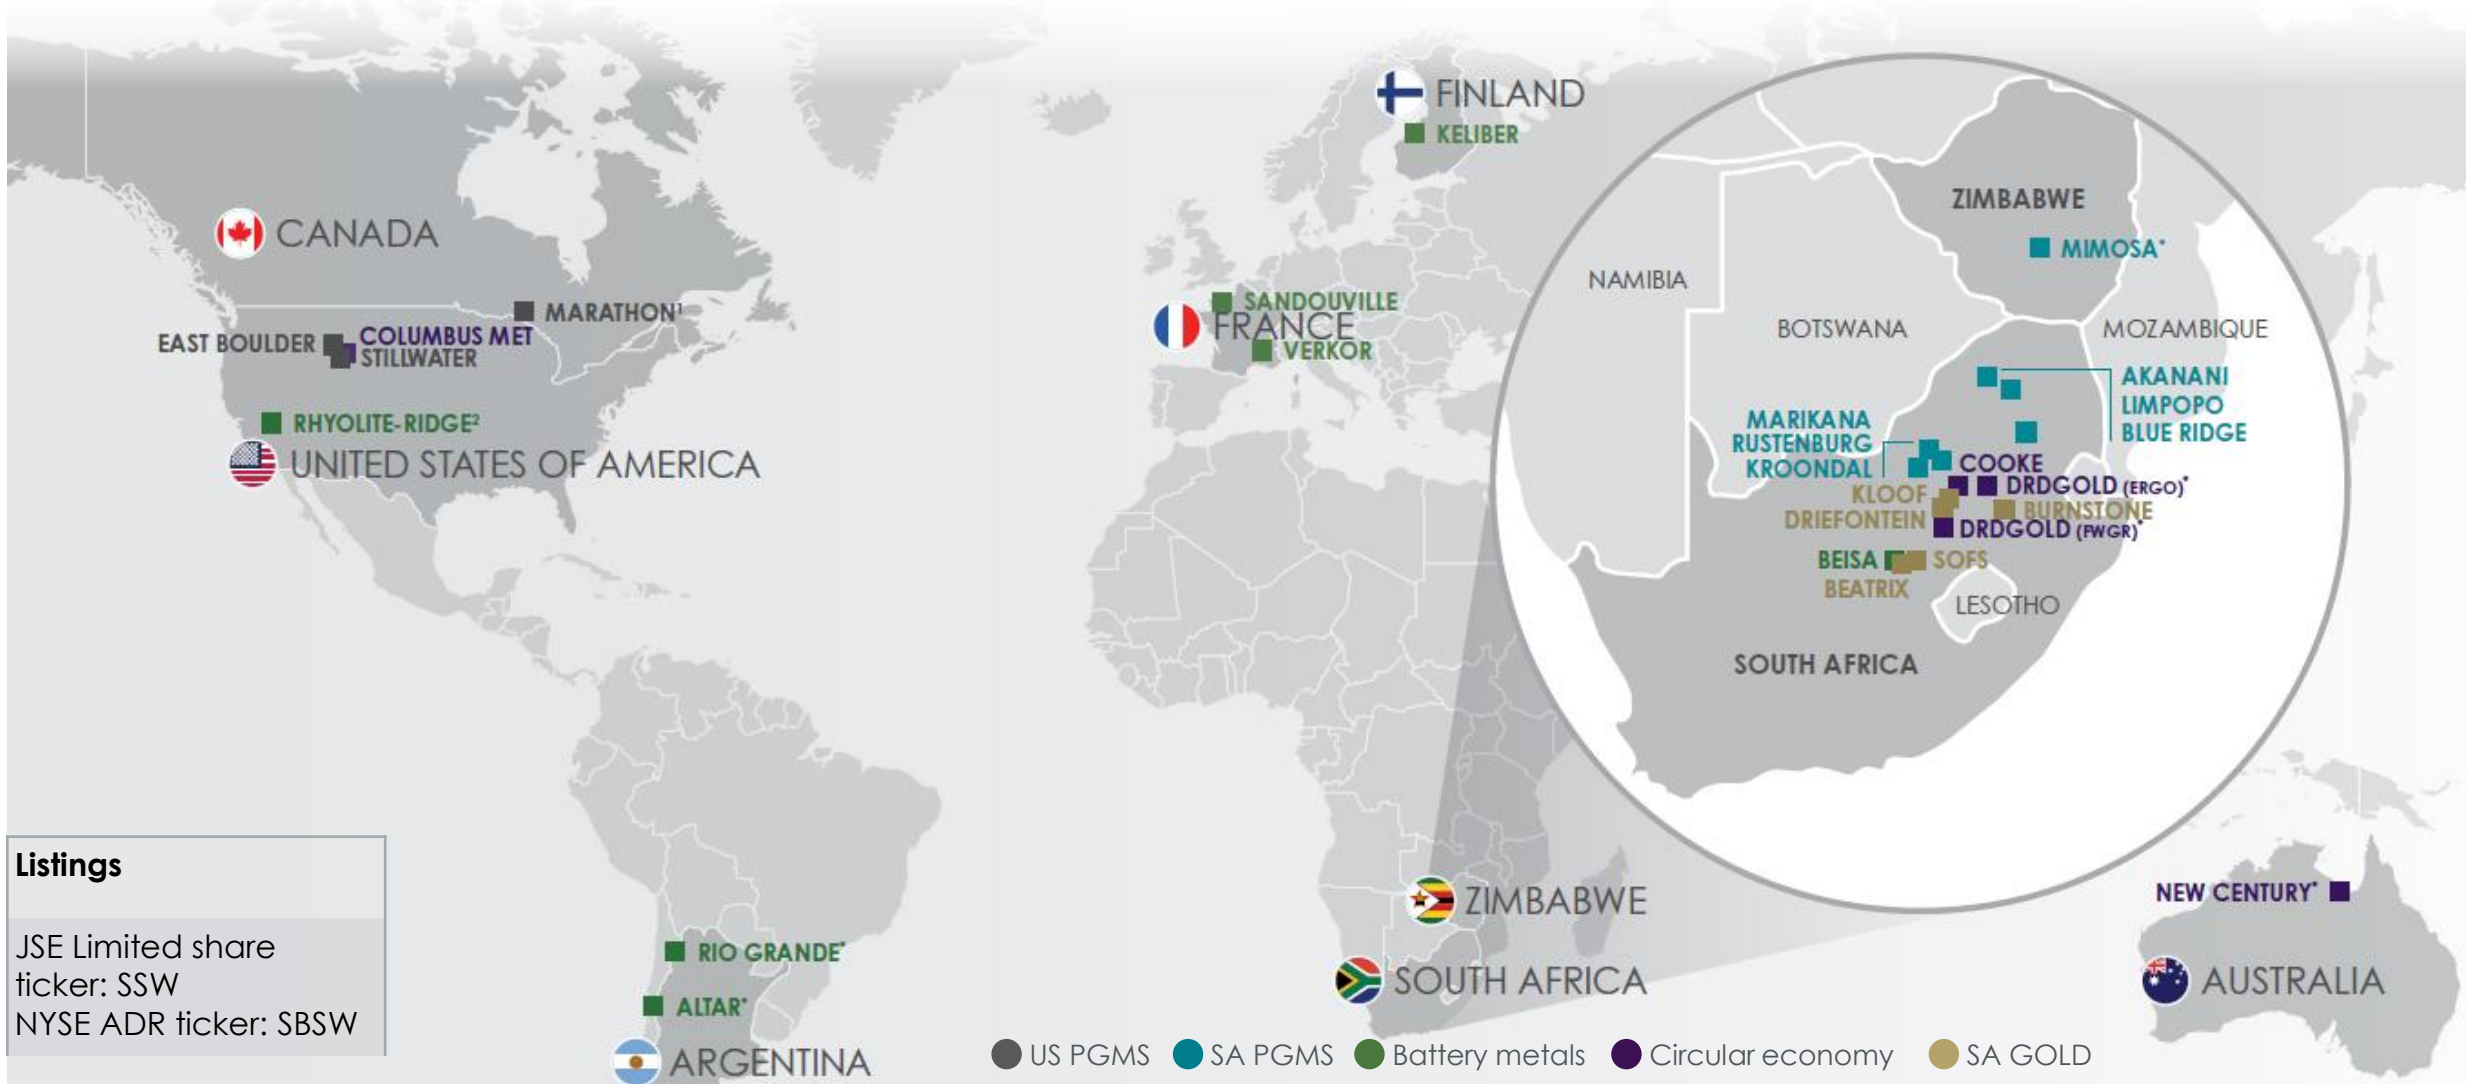 FINLAND
KELIBER
CANADA
MARATHON¹
EAST BOULDER
COLUMBUS MET
STILLWATER
RHYOLITE-RIDGE²
UNITED STATES OF AMERICA
SANDOUVILLE
FRANCE
VERKOR
ZIMBABWE
MIMOSA*
NAMIBIA
BOTSWANA
MOZAMBIQUE
AKANANI
LIMPOPO
BLUE RIDGE
MARIKANA
RUSTENBURG
KROONDAL
COOKE
DRDGOLD (ERGO)*
KLOOF
BURNSTONE
DRIEFONTEIN
DRDGOLD (FWGR)*
BEISA
SOFS
BEATRIX
LESOTHO
SOUTH AFRICA
Listings
JSE Limited share
ticker: SSW
NYSE ADR ticker: SBSW
RIO GRANDE*
ALTAR*
ARGENTINA
ZIMBABWE
SOUTH AFRICA
NEW CENTURY*
AUSTRALIA
US PGMS
SA PGMS
Battery metals
Circular economy
SA GOLD